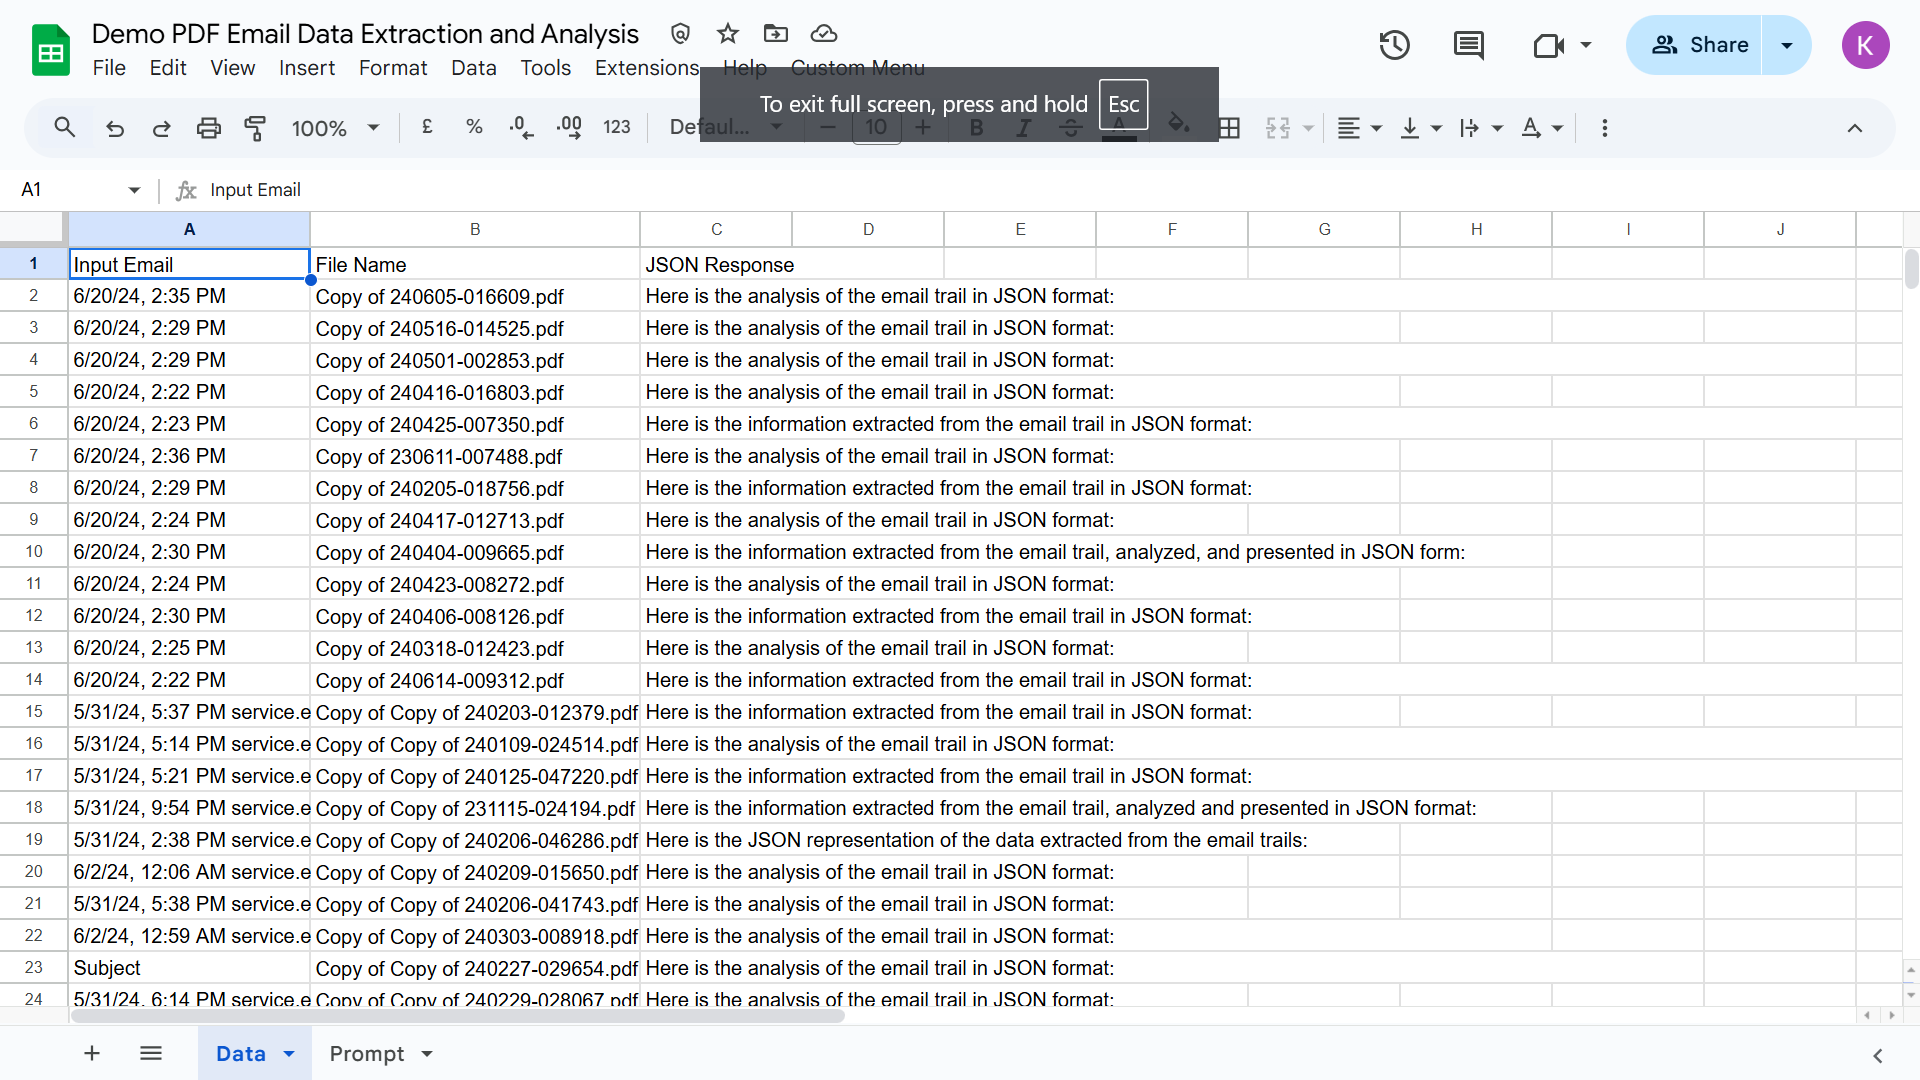 Demo PDF Email Data Extraction and Analysis
File Edit View Insert Format Data Tools Extensions Help Custom Menu
Share
K
To exit full screen, press and hold Esc
100% £ % .0 .00 123 Defaul... 10 B I S A A
A1 fx Input Email
A B C D E F G H I J
1 Input Email File Name JSON Response
2 6/20/24, 2:35 PM Copy of 240605-016609.pdf Here is the analysis of the email trail in JSON format:
3 6/20/24, 2:29 PM Copy of 240516-014525.pdf Here is the analysis of the email trail in JSON format:
4 6/20/24, 2:29 PM Copy of 240501-002853.pdf Here is the analysis of the email trail in JSON format:
5 6/20/24, 2:22 PM Copy of 240416-016803.pdf Here is the analysis of the email trail in JSON format:
6 6/20/24, 2:23 PM Copy of 240425-007350.pdf Here is the information extracted from the email trail in JSON format:
7 6/20/24, 2:36 PM Copy of 230611-007488.pdf Here is the analysis of the email trail in JSON format:
8 6/20/24, 2:29 PM Copy of 240205-018756.pdf Here is the information extracted from the email trail in JSON format:
9 6/20/24, 2:24 PM Copy of 240417-012713.pdf Here is the analysis of the email trail in JSON format:
10 6/20/24, 2:30 PM Copy of 240404-009665.pdf Here is the information extracted from the email trail, analyzed, and presented in JSON form:
11 6/20/24, 2:24 PM Copy of 240423-008272.pdf Here is the analysis of the email trail in JSON format:
12 6/20/24, 2:30 PM Copy of 240406-008126.pdf Here is the information extracted from the email trail in JSON format:
13 6/20/24, 2:25 PM Copy of 240318-012423.pdf Here is the analysis of the email trail in JSON format:
14 6/20/24, 2:22 PM Copy of 240614-009312.pdf Here is the information extracted from the email trail in JSON format:
15 5/31/24, 5:37 PM service.e Copy of Copy of 240203-012379.pdf Here is the information extracted from the email trail in JSON format:
16 5/31/24, 5:14 PM service.e Copy of Copy of 240109-024514.pdf Here is the analysis of the email trail in JSON format:
17 5/31/24, 5:21 PM service.e Copy of Copy of 240125-047220.pdf Here is the information extracted from the email trail in JSON format:
18 5/31/24, 9:54 PM service.e Copy of Copy of 231115-024194.pdf Here is the information extracted from the email trail, analyzed and presented in JSON format:
19 5/31/24, 2:38 PM service.e Copy of Copy of 240206-046286.pdf Here is the JSON representation of the data extracted from the email trails:
20 6/2/24, 12:06 AM service.e Copy of Copy of 240209-015650.pdf Here is the analysis of the email trail in JSON format:
21 5/31/24, 5:38 PM service.e Copy of Copy of 240206-041743.pdf Here is the analysis of the email trail in JSON format:
22 6/2/24, 12:59 AM service.e Copy of Copy of 240303-008918.pdf Here is the analysis of the email trail in JSON format:
23 Subject Copy of Copy of 240227-029654.pdf Here is the analysis of the email trail in JSON format:
24 5/31/24, 6:14 PM service.e Copy of Copy of 240229-028067.pdf Here is the analysis of the email trail in JSON format:
Data Prompt